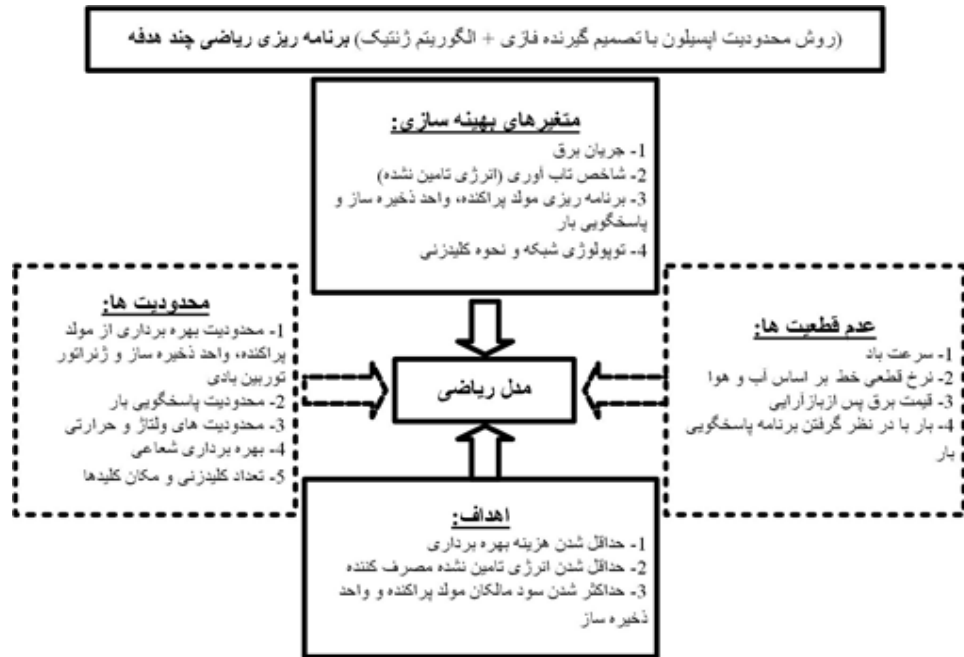 (روش محدودیت اپسیلون با تصمیم گیرنده فازی + الگوریتم ژنتیک) برنامه ریزی ریاضی چند هدفه
متغیرهای بهینه سازی:
1- جریان برق
2- شاخص تاب آوری (انرژی تامین نشده)
3- برنامه ریزی مولد پراکنده، واحد ذخیره ساز و
پاسخگویی بار
4- توپولوژی شبکه و نحوه کلیدزنی
عدم قطعیت ها:
1- سرعت باد
2- نرخ قطعی خط بر اساس آب و هوا
3- قیمت برق پس ازبازآرایی
4- بار با در نظر گرفتن برنامه پاسخگویی
بار
مدل ریاضی
محدودیت ها:
1- محدودیت بهره برداری از مولد
پراکنده، واحد ذخیره ساز و ژنراتور
توربین بادی
2- محدودیت پاسخگویی بار
3- محدودیت های ولتاژ و حرارتی
4- بهره برداری شعاعی
5- تعداد کلیدزنی و مکان کلیدها
اهداف:
1- حداقل شدن هزینه بهره برداری
2- حداقل شدن انرژی تامین نشده مصرف کننده
3- حداکثر شدن سود مالکان مولد پراکنده و واحد
ذخیره ساز